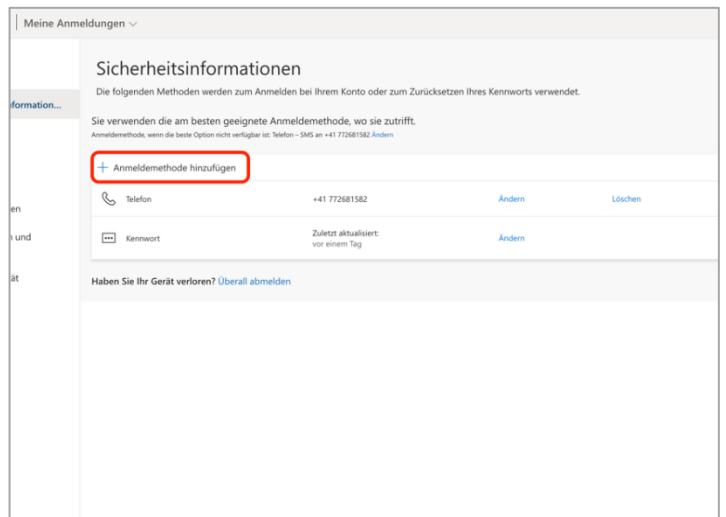 Meine Anmeldungen
Sicherheitsinformationen
Die folgenden Methoden werden zum Anmelden bei Ihrem Konto oder zum Zurücksetzen Ihres Kennworts verwendet.
formation...
Sie verwenden die am besten geeignete Anmeldemethode, wo sie zutrifft.
Anmeldemethode, wenn die beste Option nicht verfügbar ist: Telefon – SMS an +41 772681582 Ändern
+ Anmeldemethode hinzufügen
Telefon +41 772681582 Ändern Löschen
en
Kennwort Zuletzt aktualisiert: Ändern
vor einem Tag
und
ät
Haben Sie Ihr Gerät verloren? Überall abmelden